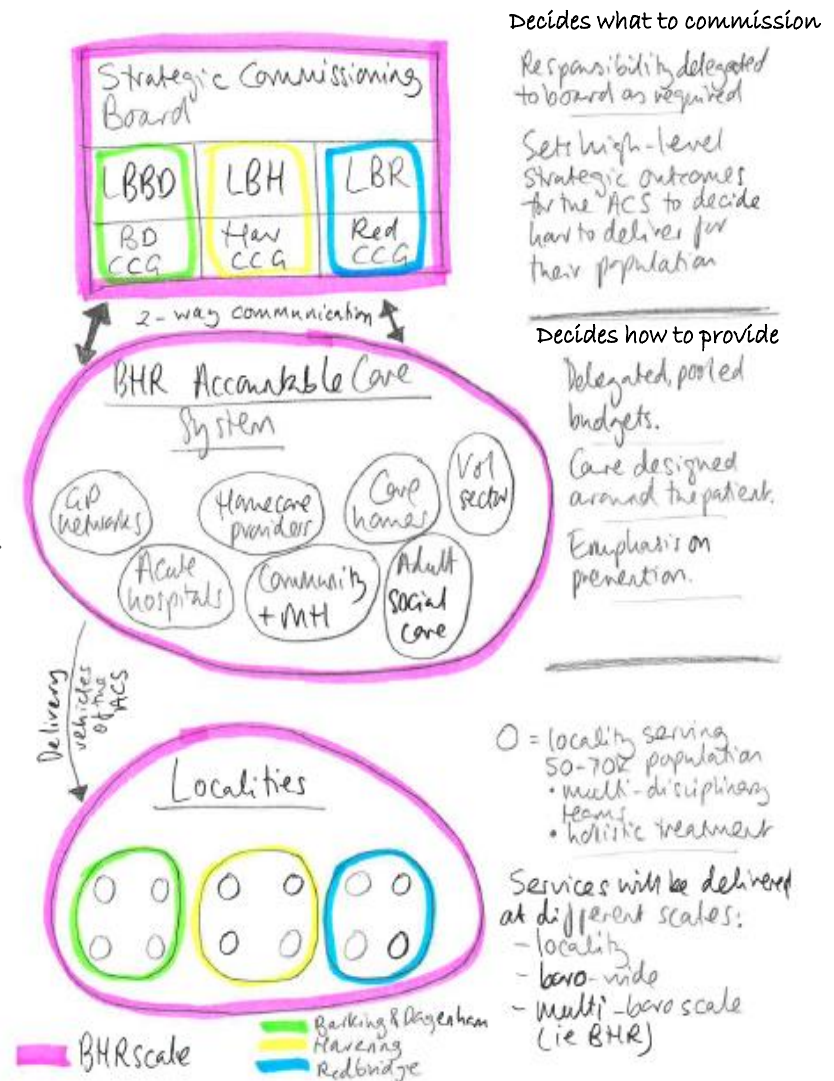 Decides what to commission
Strategic Commissioning
Board
LBBD
LBH
LBR
BD
CCG
Hav
CCG
Red
CCG
Responsibility delegated
to board as required
Sets high-level
strategic outcomes
for the ACS to decide
how to deliver for
their population
2-way communication
Decides how to provide
BHR Accountable Care
System
GP
networks
Homecare
providers
Care
homes
Vol
sector
Acute
hospitals
Community
+ MH
Adult
social
care
Delegated, pooled
budgets.
Care designed
around the patient.
Emphasis on
prevention.
Delivery
vehicles
of the
ACS
Localities
O = locality serving
50-70K population
• multi-disciplinary
teams
• holistic treatment
Services will be delivered
at different scales:
- locality
- boro-wide
- multi-boro scale
(ie BHR)
BHR scale
Barking & Dagenham
Havering
Redbridge